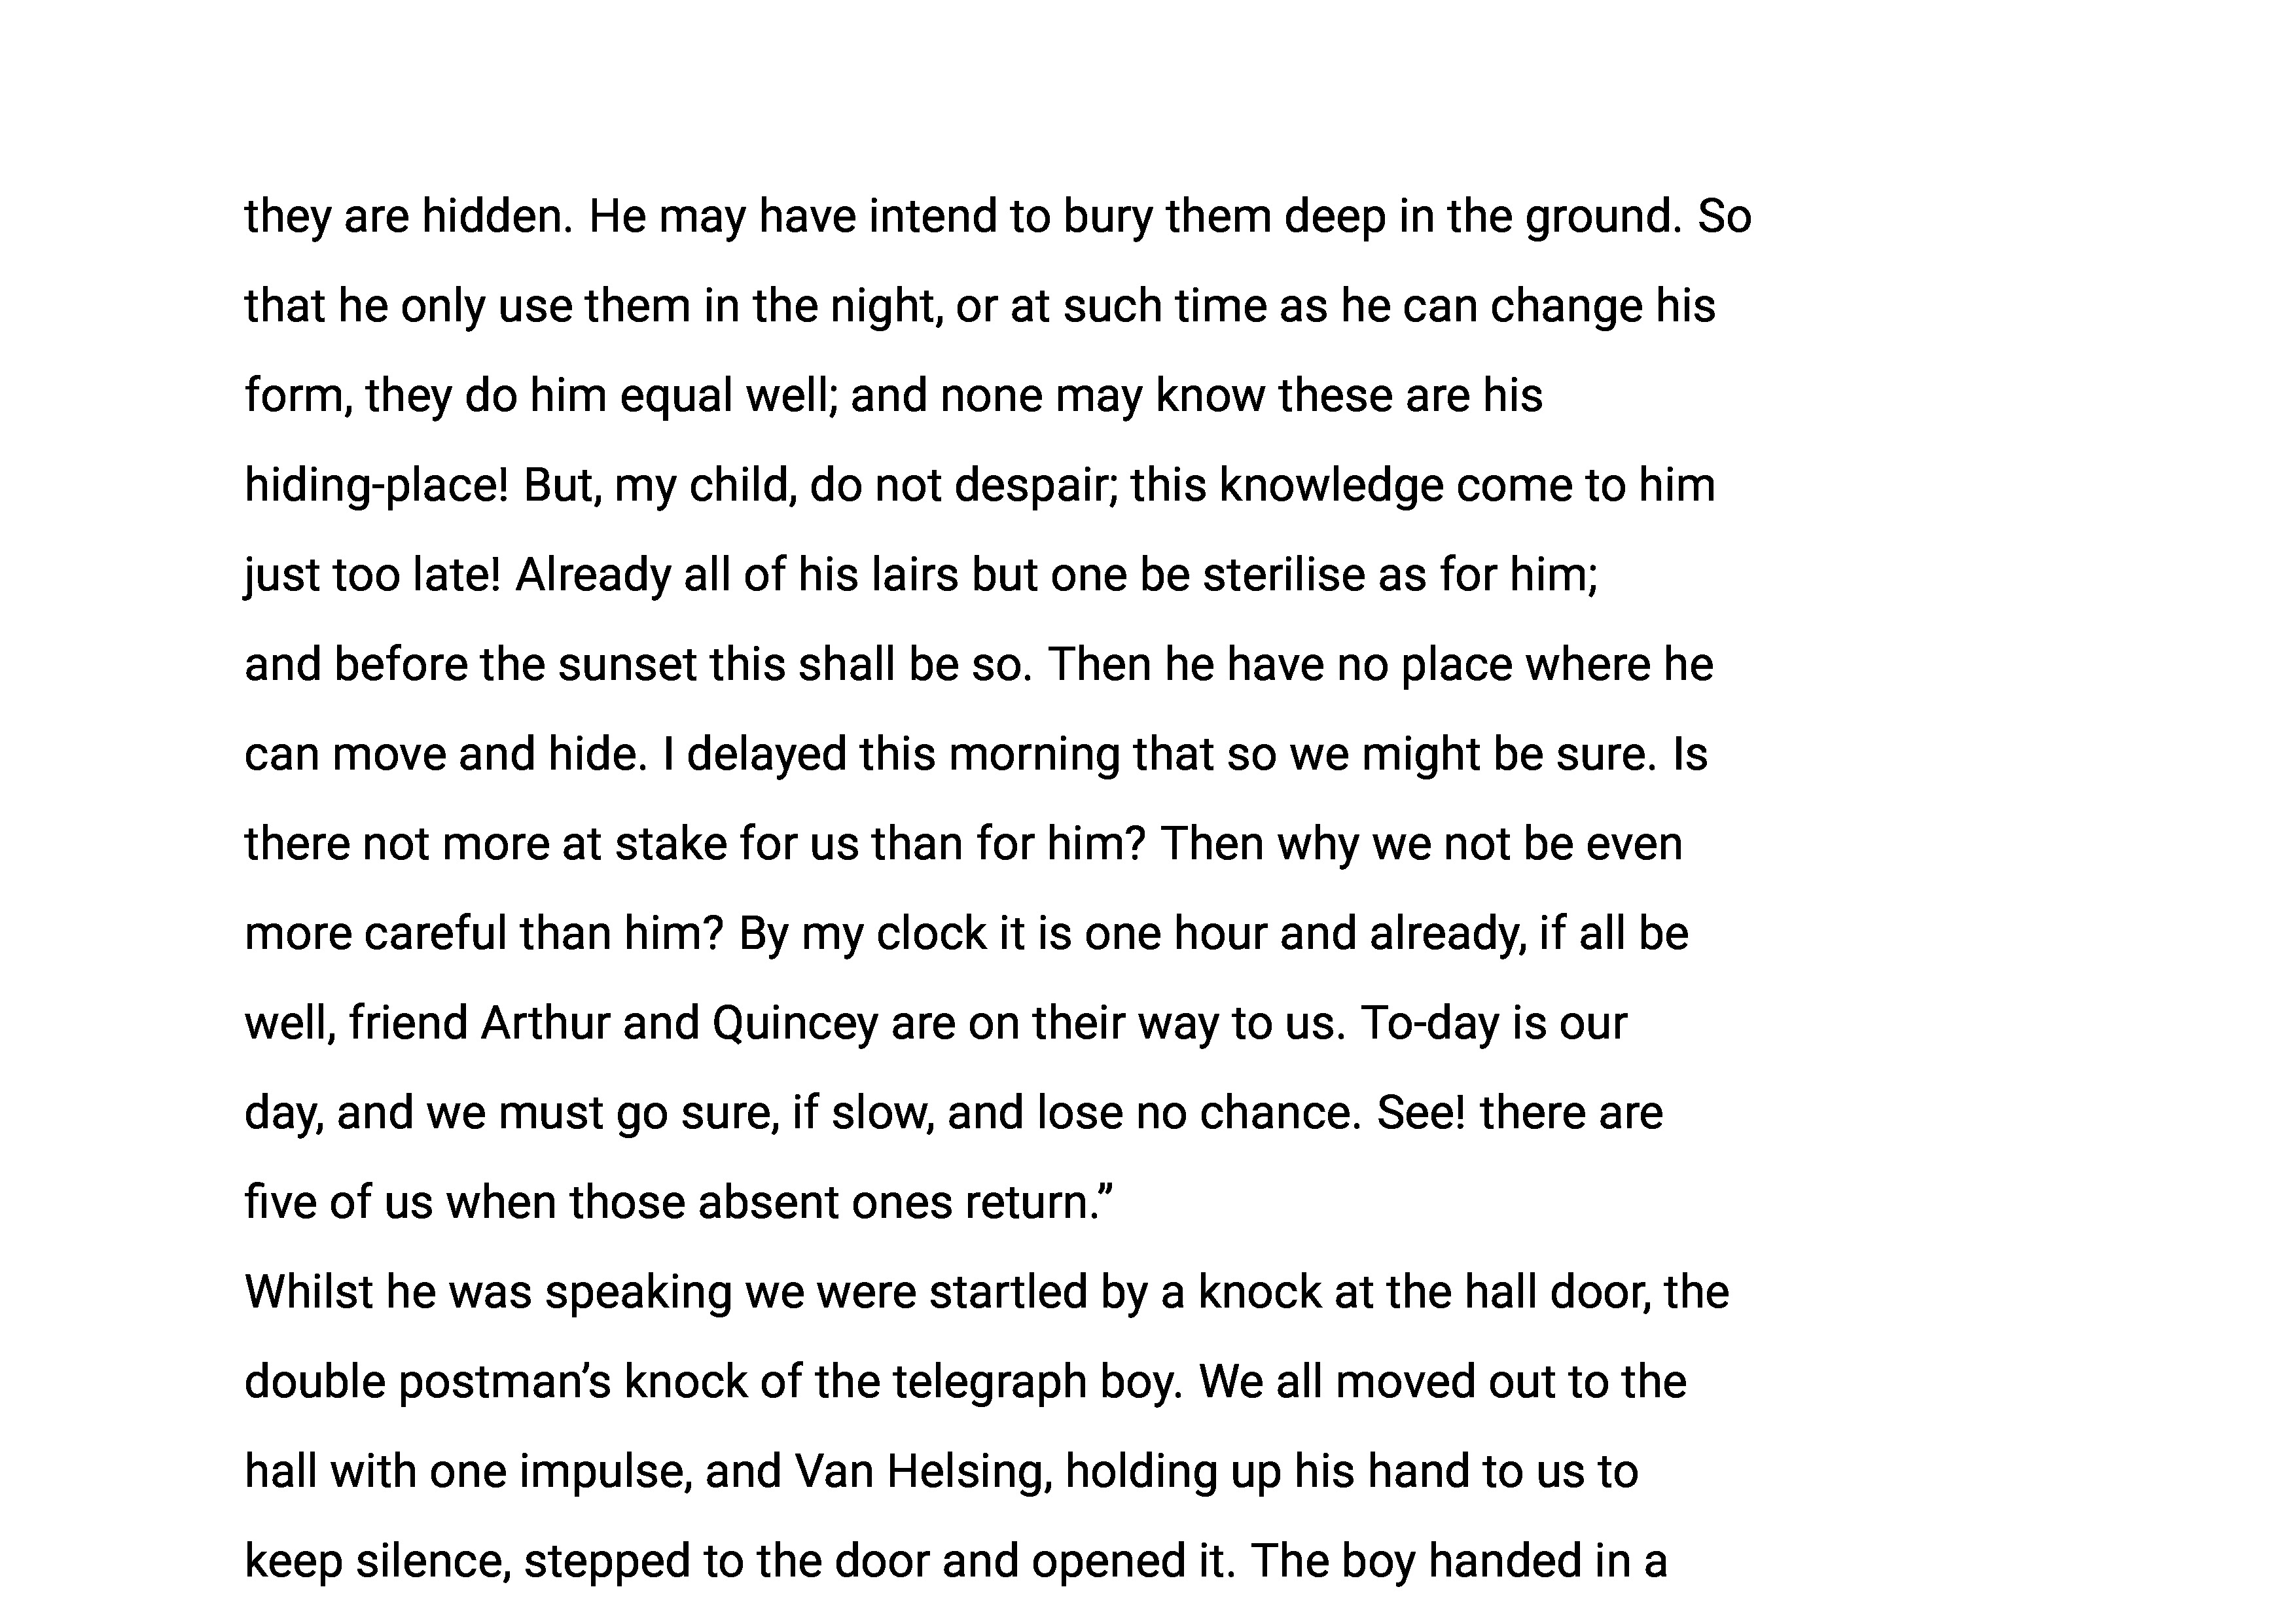 they are hidden. He may have intend to bury them deep in the ground. So
that he only use them in the night, or at such time as he can change his
form, they do him equal well; and none may know these are his
hiding-place! But, my child, do not despair; this knowledge come to him
just too late! Already all of his lairs but one be sterilise as for him;
and before the sunset this shall be so. Then he have no place where he
can move and hide. I delayed this morning that so we might be sure. Is
there not more at stake for us than for him? Then why we not be even
more careful than him? By my clock it is one hour and already, if all be
well, friend Arthur and Quincey are on their way to us. To-day is our
day, and we must go sure, if slow, and lose no chance. See! there are
five of us when those absent ones return.”
Whilst he was speaking we were startled by a knock at the hall door, the
double postman’s knock of the telegraph boy. We all moved out to the
hall with one impulse, and Van Helsing, holding up his hand to us to
keep silence, stepped to the door and opened it. The boy handed in a